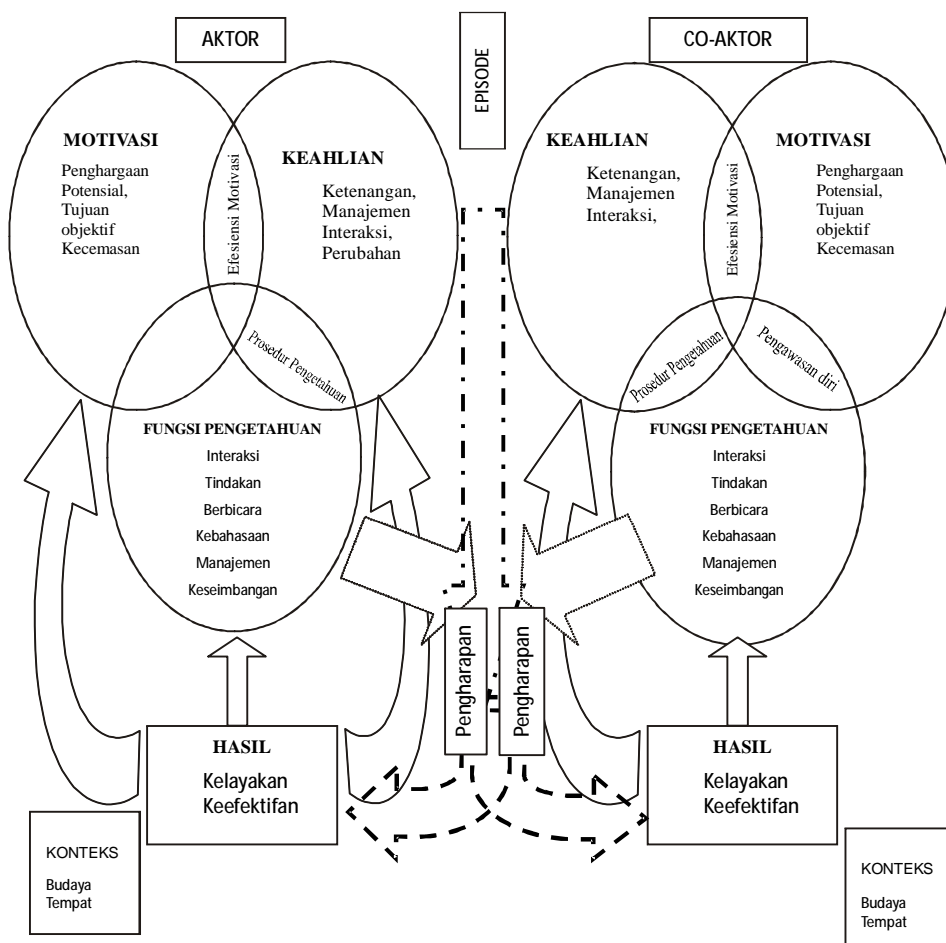 AKTOR
EPISODE
CO-AKTOR
MOTIVASI
Penghargaan
Potensial,
Tujuan
objektif
Kecemasan
Efesiensi Motivasi
KEAHLIAN
Ketenangan,
Manajemen
Interaksi,
Perubahan
Prosedur Pengetahuan
FUNGSI PENGETAHUAN
Interaksi
Tindakan
Berbicara
Kebahasaan
Manajemen
Keseimbangan
HASIL
Kelayakan
Keefektifan
KONTEKS
Budaya
Tempat
Pengharapan
Pengharapan
KEAHLIAN
Ketenangan,
Manajemen
Interaksi,
Efesiensi Motivasi
MOTIVASI
Penghargaan
Potensial,
Tujuan
objektif
Kecemasan
Prosedur Pengetahuan
Pengawasan diri
FUNGSI PENGETAHUAN
Interaksi
Tindakan
Berbicara
Kebahasaan
Manajemen
Keseimbangan
HASIL
Kelayakan
Keefektifan
KONTEKS
Budaya
Tempat